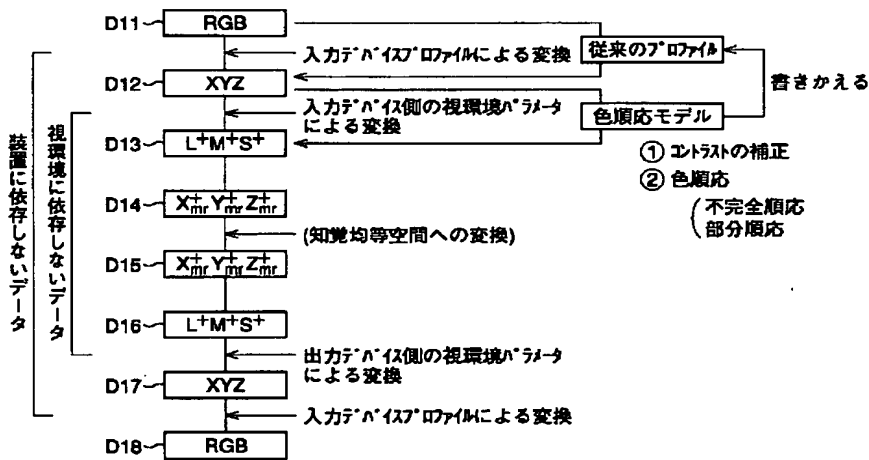 D11 RGB
入力デバイスプロファイルによる変換
従来のプロファイル
書きかえる
D12 XYZ
入力デバイス側の視環境パラメータ
による変換
色順応モデル
D13 L+M+S+
① コントラストの補正
② 色順応
不完全順応
部分順応
D14 X+mr Y+mr Z+mr
(知覚均等空間への変換)
D15 X+mr Y+mr Z+mr
D16 L+M+S+
出力デバイス側の視環境パラメータ
による変換
D17 XYZ
入力デバイスプロファイルによる変換
D18 RGB
視環境に依存しないデータ
装置に依存しないデータ